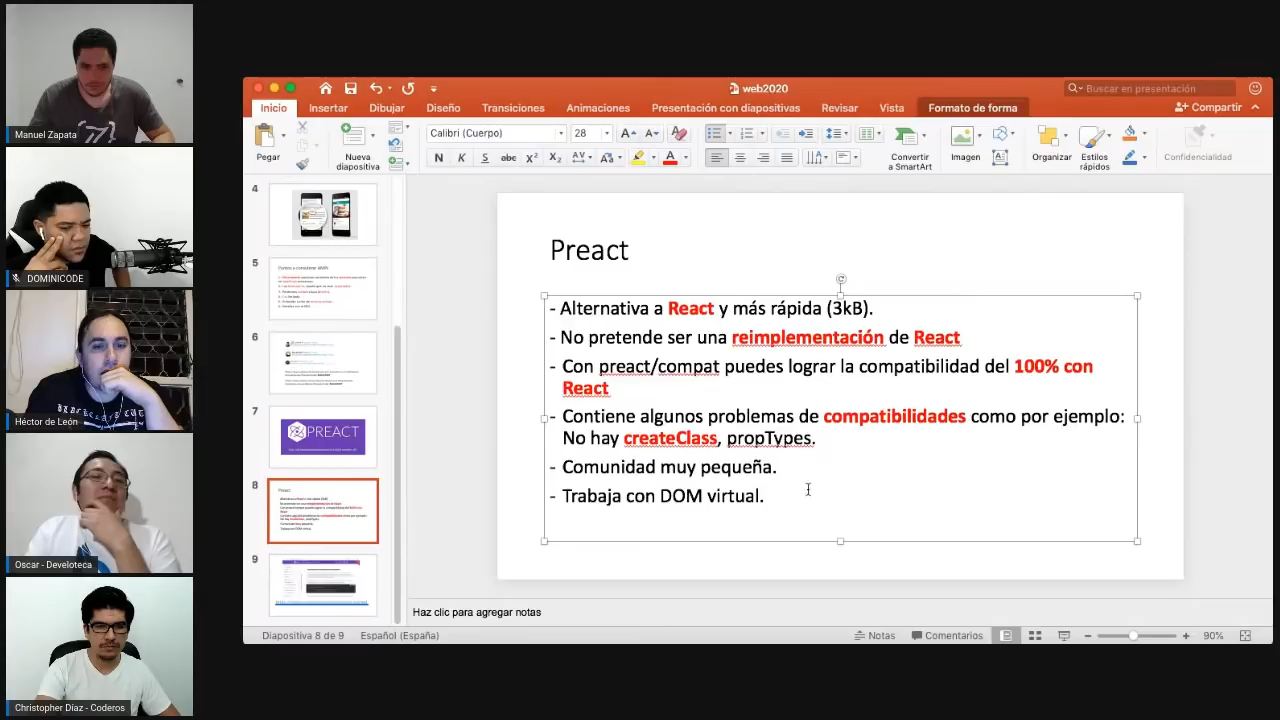 Manuel Zapata
DOMINICODE
Héctor de León
Oscar - Develoteca
Christopher Díaz - Coderos
web2020
Buscar en presentación
Inicio
Insertar
Dibujar
Diseño
Transiciones
Animaciones
Presentación con diapositivas
Revisar
Vista
Formato de forma
Compartir
Pegar
Nueva
diapositiva
Calibri (Cuerpo)
28
N K S abc X² X₂ AV
Convertir
a SmartArt
Imagen
Organizar
Estilos
rápidos
Confidencialidad
4
5
6
7
PREACT
8
9
Preact
- Alternativa a React y más rápida (3kB).
- No pretende ser una reimplementación de React
- Con preact/compat puedes lograr la compatibilidad del 100% con
React
- Contiene algunos problemas de compatibilidades como por ejemplo:
No hay createClass, propTypes.
- Comunidad muy pequeña.
- Trabaja con DOM virtual.
Haz clic para agregar notas
Diapositiva 8 de 9
Español (España)
Notas
Comentarios
90%